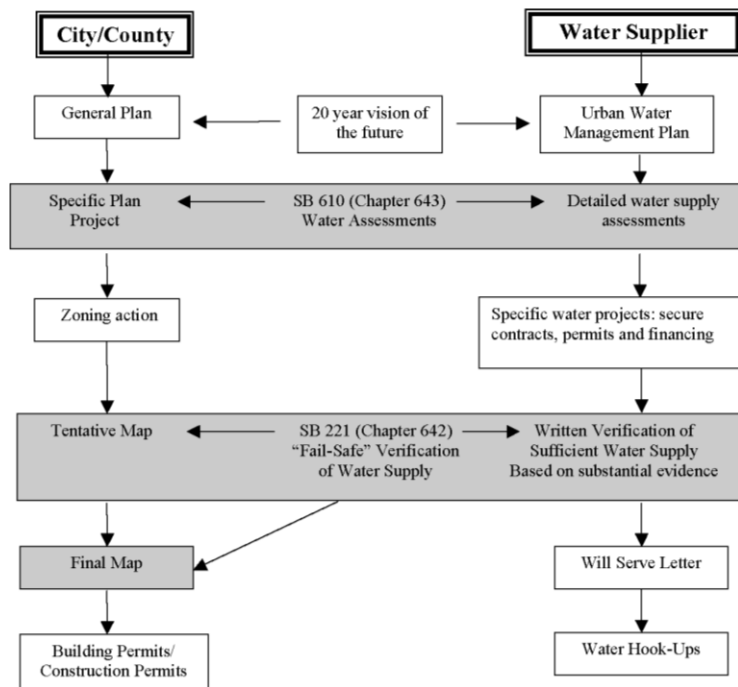 City/County
Water Supplier
General Plan
20 year vision of
the future
Urban Water
Management Plan
Specific Plan
Project
SB 610 (Chapter 643)
Water Assessments
Detailed water supply
assessments
Zoning action
Specific water projects: secure
contracts, permits and financing
Tentative Map
SB 221 (Chapter 642)
“Fail-Safe” Verification
of Water Supply
Written Verification of
Sufficient Water Supply
Based on substantial evidence
Final Map
Will Serve Letter
Building Permits/
Construction Permits
Water Hook-Ups